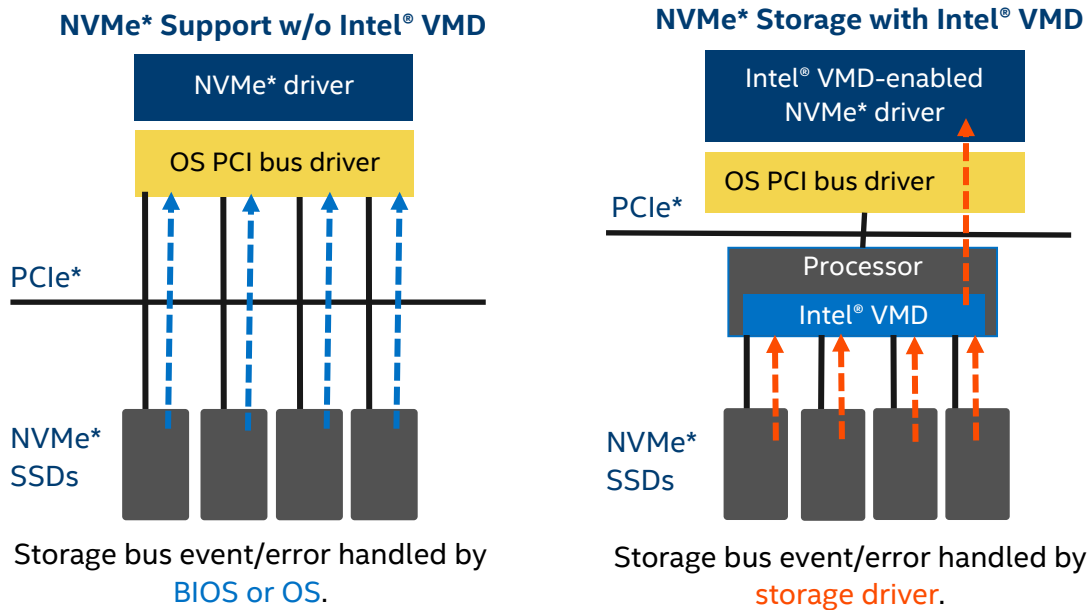 NVMe* Support w/o Intel® VMD
NVMe* driver
OS PCI bus driver
PCIe*
NVMe*
SSDs
Storage bus event/error handled by
BIOS or OS.
NVMe* Storage with Intel® VMD
Intel® VMD-enabled
NVMe* driver
OS PCI bus driver
PCIe*
Processor
Intel® VMD
NVMe*
SSDs
Storage bus event/error handled by
storage driver.